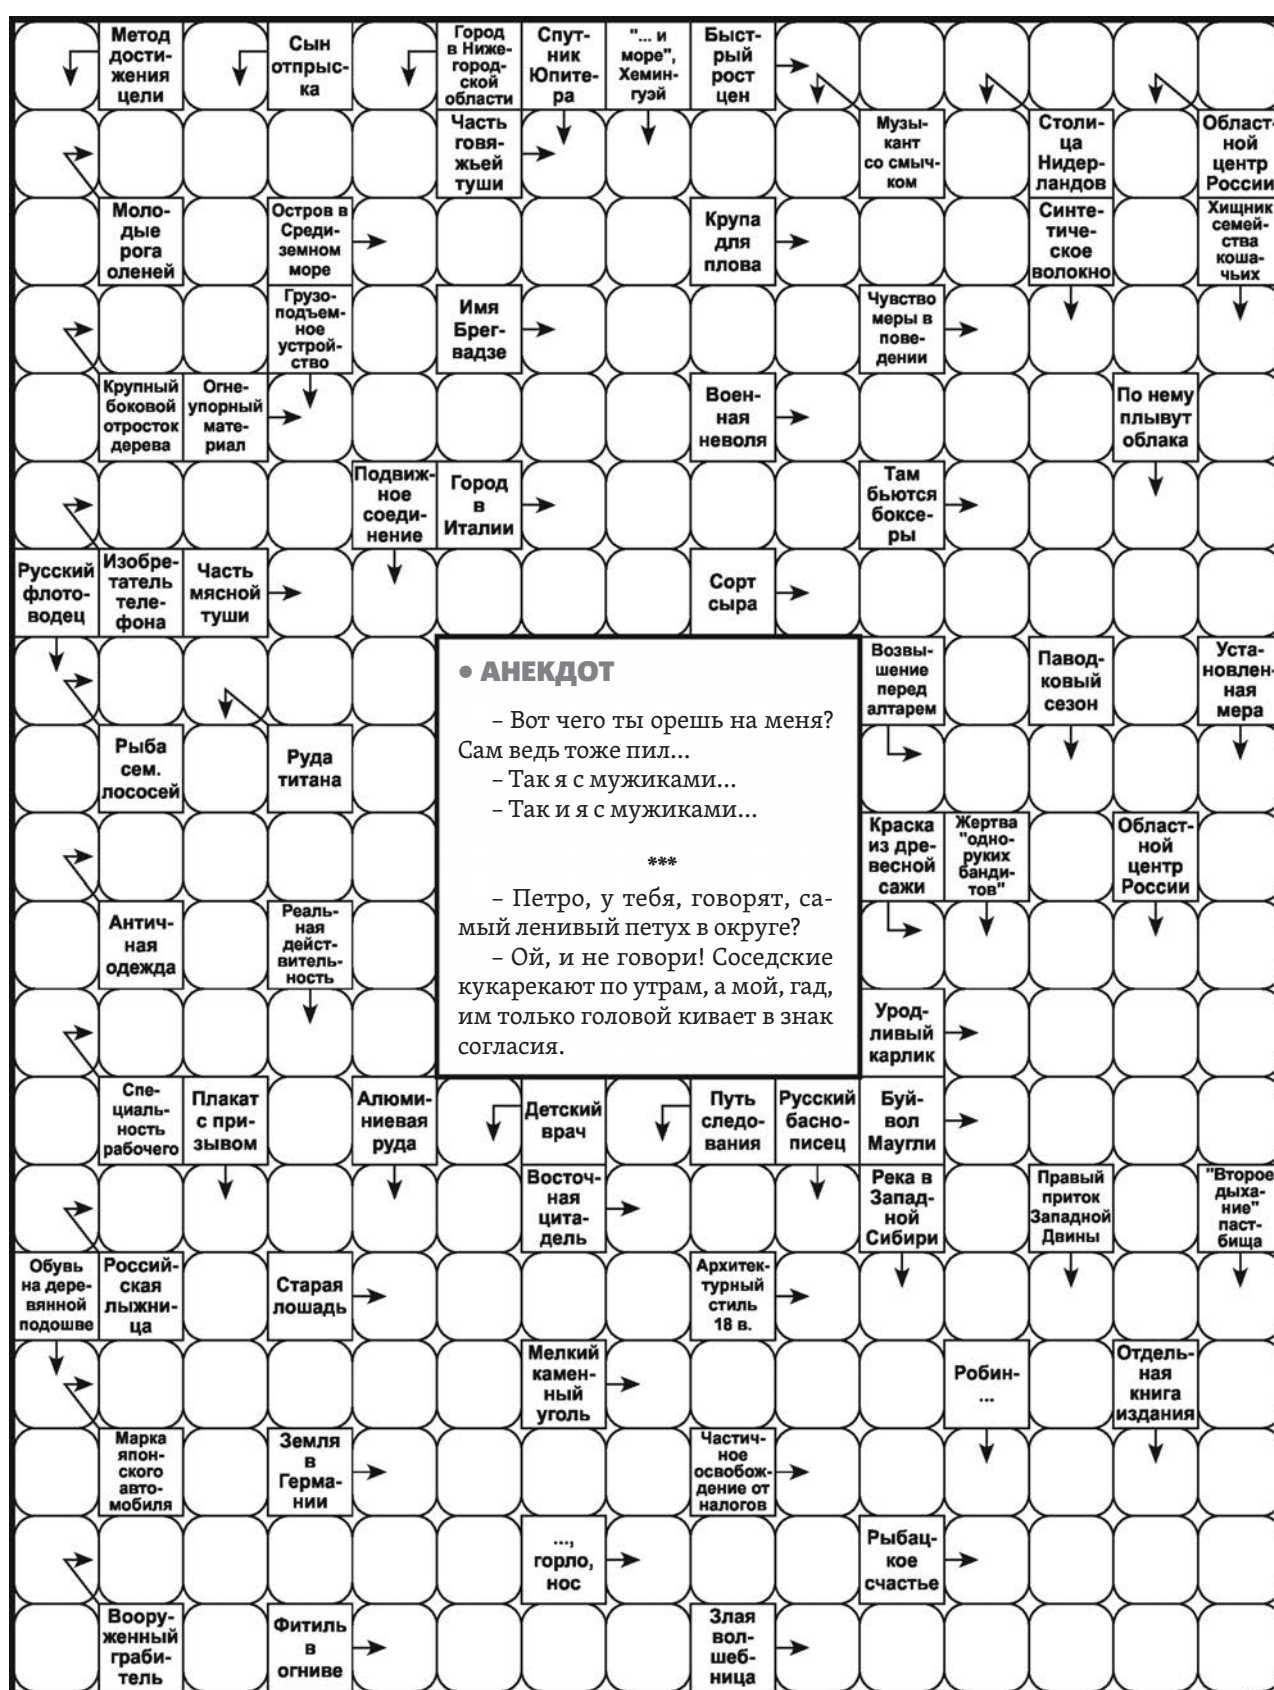 Метод
дости-
жения
цели
Сын
отпрыс-
ка
Город
в Ниже-
город-
ской
области
Спут-
ник
Юпите-
ра
"... и
море",
Хемин-
гуэй
Быст-
рый
рост
цен
Часть
говя-
жьей
туши
Музы-
кант
со смыч-
ком
Столи-
ца
Нидер-
ландов
Област-
ной
центр
России
Моло-
дые
рога
оленей
Остров в
Среди-
земном
море
Крупа
для
плова
Синте-
тиче-
ское
волокно
Хищник
семей-
ства
коша-
чьих
Грузо-
подъем-
ное
устрой-
ство
Имя
Брег-
вадзе
Чувство
меры в
пове-
дении
Крупный
боковой
отросток
дерева
Огне-
упорный
мате-
риал
Воен-
ная
неволя
По нему
плывут
облака
Подвиж-
ное
соеди-
нение
Город
в
Италии
Там
бьются
боксе-
ры
Русский
флото-
водец
Изобре-
татель
теле-
фона
Часть
мясной
туши
Сорт
сыра
• АНЕКДОТ
– Вот чего ты орешь на меня?
Сам ведь тоже пил...
– Так я с мужиками...
– Так и я с мужиками...
***
– Петро, у тебя, говорят, са-
мый ленивый петух в округе?
– Ой, и не говори! Соседские
кукарекают по утрам, а мой, гад,
им только головой кивает в знак
согласия.
Возвы-
шение
перед
алтарем
Павод-
ковый
сезон
Уста-
новлен-
ная
мера
Рыба
сем.
лососей
Руда
титана
Краска
из дре-
весной
сажи
Жертва
"одно-
руких
банди-
тов"
Област-
ной
центр
России
Антич-
ная
одежда
Реаль-
ная
дейст-
витель-
ность
Урод-
ливый
карлик
Спе-
циаль-
ность
рабочего
Плакат
с при-
зывом
Алюми-
ниевая
руда
Детский
врач
Путь
следо-
вания
Русский
басно-
писец
Буй-
вол
Маугли
Восточ-
ная
цита-
дель
Река в
Запад-
ной
Сибири
Правый
приток
Западной
Двины
"Второе
дыха-
ние"
паст-
бища
Обувь
на дере-
вянной
подошве
Россий-
ская
лыжни-
ца
Старая
лошадь
Архитек-
турный
стиль
18 в.
Мелкий
камен-
ный
уголь
Робин-
...
Отдель-
ная
книга
издания
Марка
япон-
ского
авто-
мобиля
Земля
в
Герма-
нии
Частич-
ное
освобож-
дение от
налогов
...,
горло,
нос
Рыбац-
кое
счастье
Воору-
женный
граби-
тель
Фитиль
в
огниве
Злая
вол-
шеб-
ница